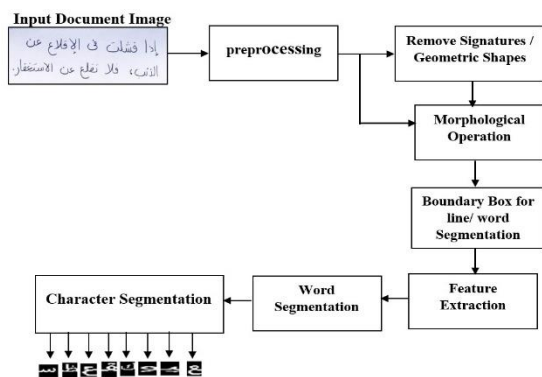 Input Document Image
إذا فشلت في الإقلاع عن
الذنب، فلا تقلع عن الاستغفار.
preprocessing
Remove Signatures /
Geometric Shapes
Morphological
Operation
Boundary Box for
line/ word
Segmentation
Feature
Extraction
Word
Segmentation
Character Segmentation